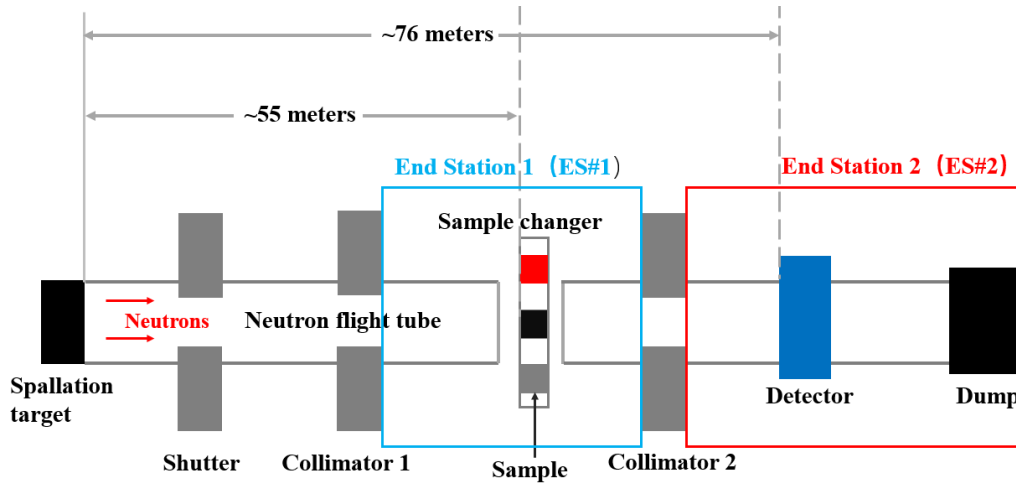 ~76 meters
~55 meters
End Station 1（ES#1）
End Station 2（ES#2）
Sample changer
Neutrons
Neutron flight tube
Spallation
target
Detector
Dump
Shutter
Collimator 1
Sample
Collimator 2